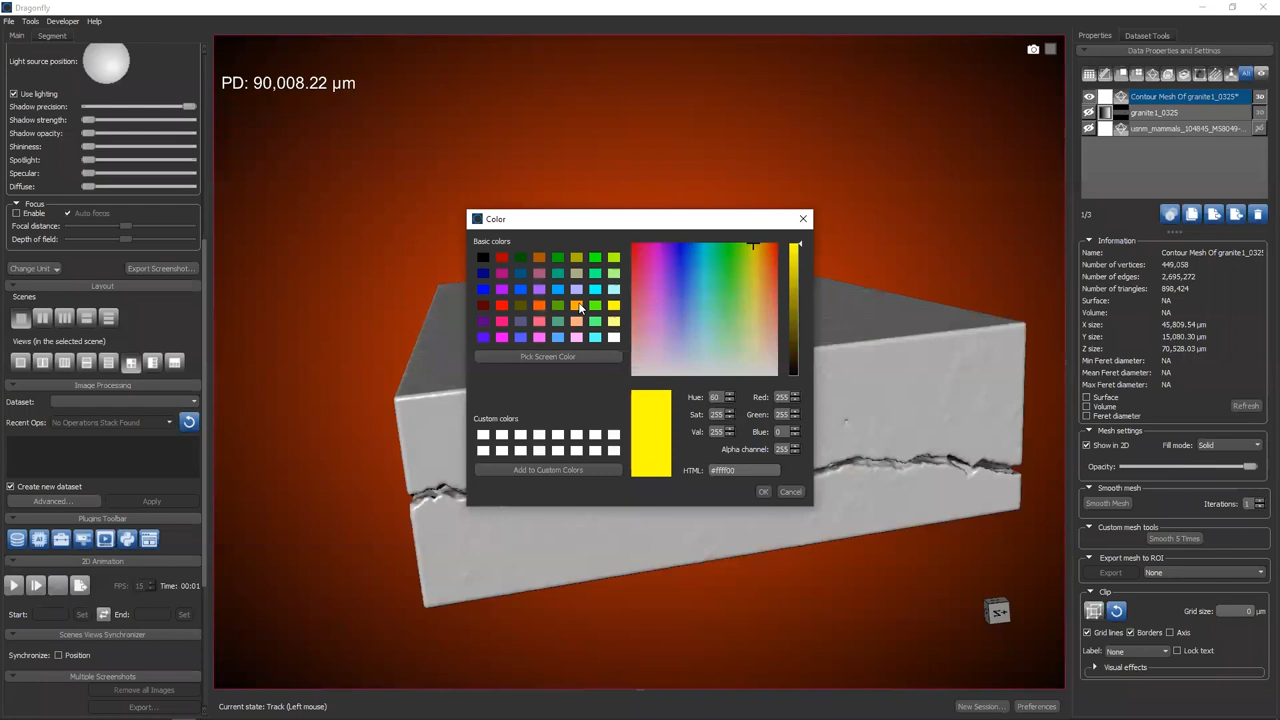 Dragonfly
File Tools Developer Help
Main Segment
Light source position:
Use lighting
Shadow precision:
Shadow strength:
Shadow opacity:
Shininess:
Spotlight:
Specular:
Diffuse:
Focus
Enable Auto focus
Focal distance:
Depth of field:
Change Unit Export Screenshot...
Layout
Scenes
Views (in the selected scene)
Image Processing
Dataset:
Recent Ops: No Operations Stack Found
Create new dataset
Advanced... Apply
Plugins Toolbar
2D Animation
FPS: 15 Time: 00:01
Start: Set End: Set
Scenes Views Synchronizer
Synchronize: Position
Multiple Screenshots
Remove all Images
Export...
PD: 90,008.22 µm
Z+
Current state: Track (Left mouse)
New Session... Preferences
Color
Basic colors
Pick Screen Color
Custom colors
Add to Custom Colors
Hue: 60 Red: 255
Sat: 255 Green: 255
Val: 255 Blue: 0
Alpha channel: 255
HTML: #ffff00
OK Cancel
Properties Dataset Tools
Data Properties and Settings
All
Contour Mesh Of granite1_0325* 3D
granite1_0325 3D
usnm_mammals_104845_M58049-...
1/3
Information
Name: Contour Mesh Of granite1_0325
Number of vertices: 449,058
Number of edges: 2,695,272
Number of triangles: 898,424
Surface: NA
Volume: NA
X size: 45,809.54 µm
Y size: 15,080.30 µm
Z size: 70,528.03 µm
Min Feret diameter: NA
Mean Feret diameter: NA
Max Feret diameter: NA
Surface
Volume Refresh
Feret diameter
Mesh settings
Show in 2D Fill mode: Solid
Opacity:
Smooth mesh
Smooth Mesh Iterations: 1
Custom mesh tools
Smooth 5 Times
Export mesh to ROI
Export None
Clip
Grid size: 0 µm
Grid lines Borders Axis
Label: None Lock text
Visual effects